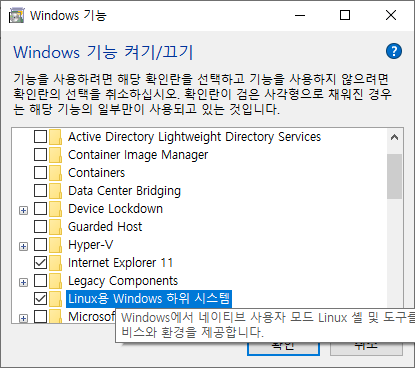 Windows 기능
Windows 기능 켜기/끄기
기능을 사용하려면 해당 확인란을 선택하고 기능을 사용하지 않으려면
확인란의 선택을 취소하십시오. 확인란이 검은 사각형으로 채워진 경우
는 해당 기능의 일부만이 사용되고 있는 것입니다.
Active Directory Lightweight Directory Services
Container Image Manager
Containers
Data Center Bridging
Device Lockdown
Guarded Host
Hyper-V
Internet Explorer 11
Legacy Components
Linux용 Windows 하위 시스템
Microsof
Windows에서 네이티브 사용자 모드 Linux 셸 및 도구를
비스와 환경을 제공합니다.
확인
취소